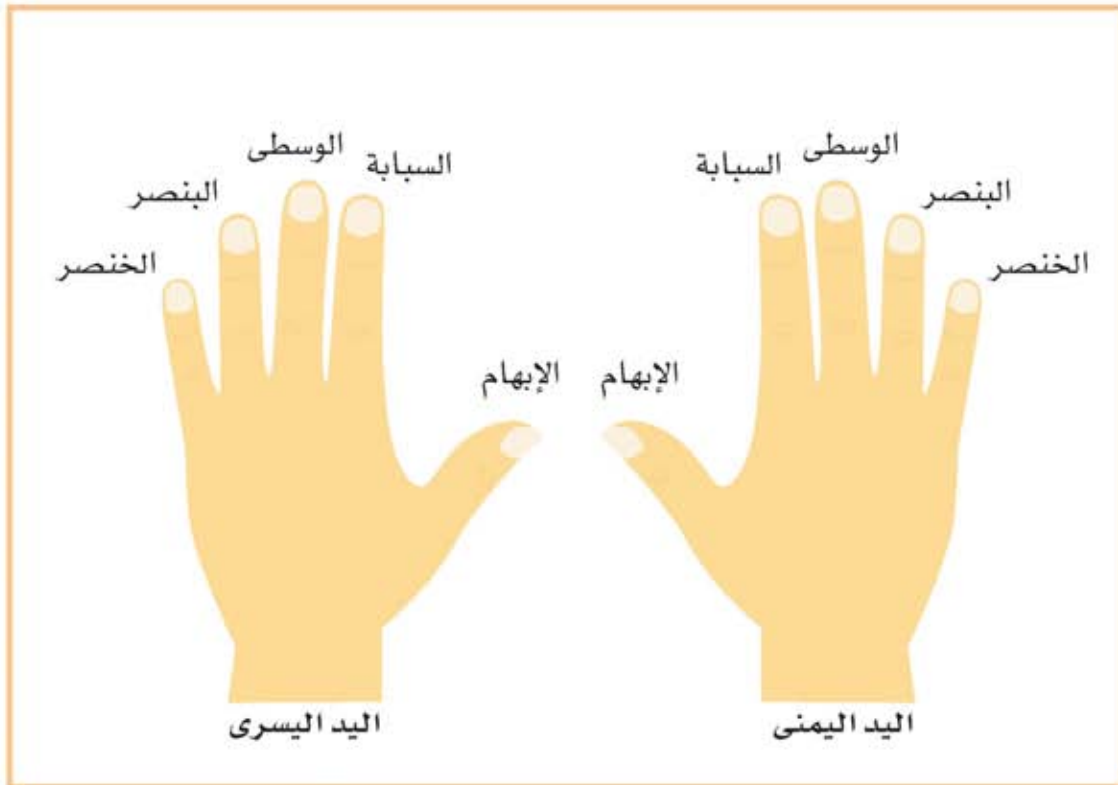 الوسطى
السبابة
البنصر
الخنصر
الإبهام
اليد اليمنى
الوسطى
السبابة
البنصر
الخنصر
الإبهام
اليد اليسرى